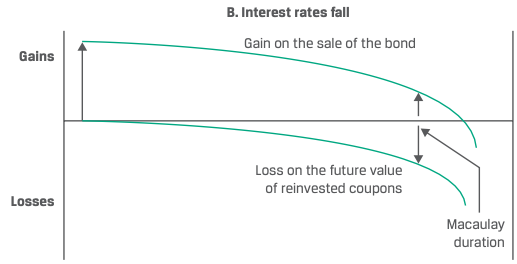 B. Interest rates fall
Gains
Gain on the sale of the bond
Loss on the future value
of reinvested coupons
Losses
Macaulay
duration